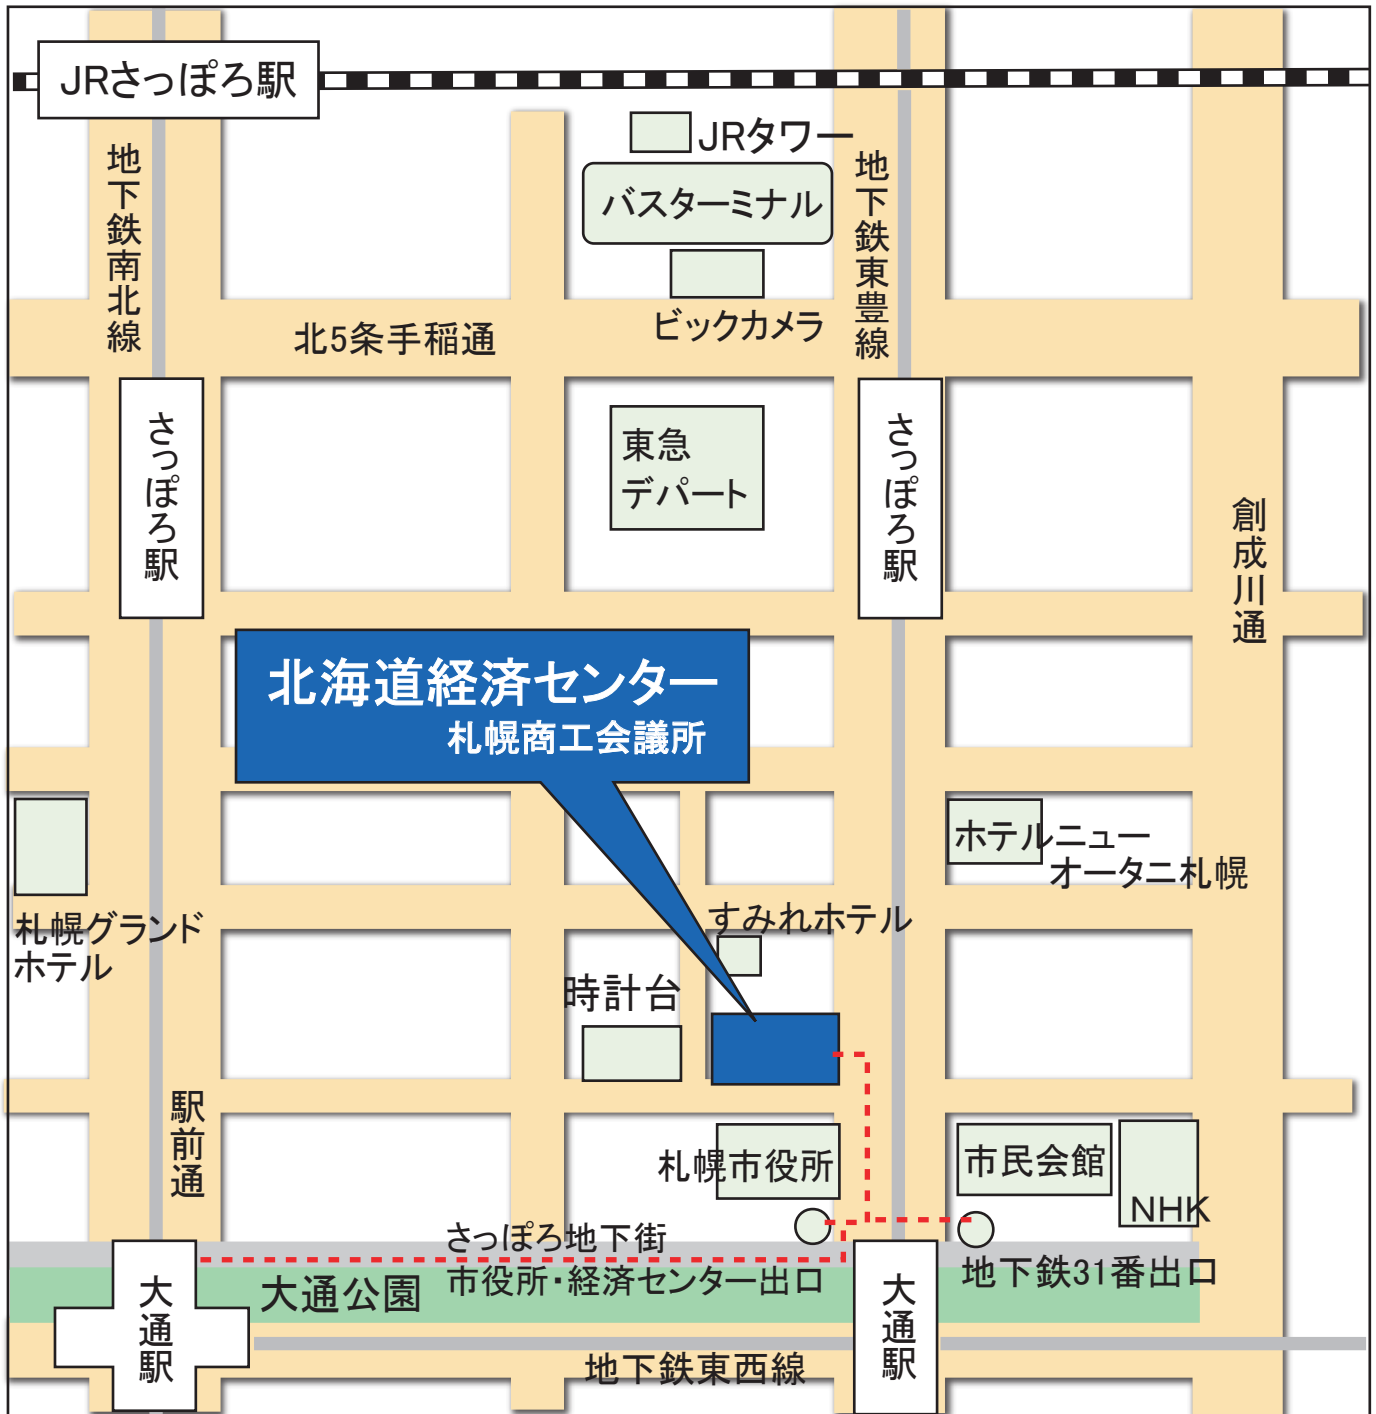 JRさっぽろ駅
JRタワー
バスターミナル
地下鉄南北線
地下鉄東豊線
ビックカメラ
北5条手稲通
さっぽろ駅
東急
デパート
さっぽろ駅
創成川通
北海道経済センター
札幌商工会議所
ホテルニュー
オータニ札幌
札幌グランド
ホテル
すみれホテル
時計台
駅前通
札幌市役所
市民会館
NHK
さっぽろ地下街
市役所・経済センター出口
地下鉄31番出口
大通公園
大通駅
大通駅
地下鉄東西線